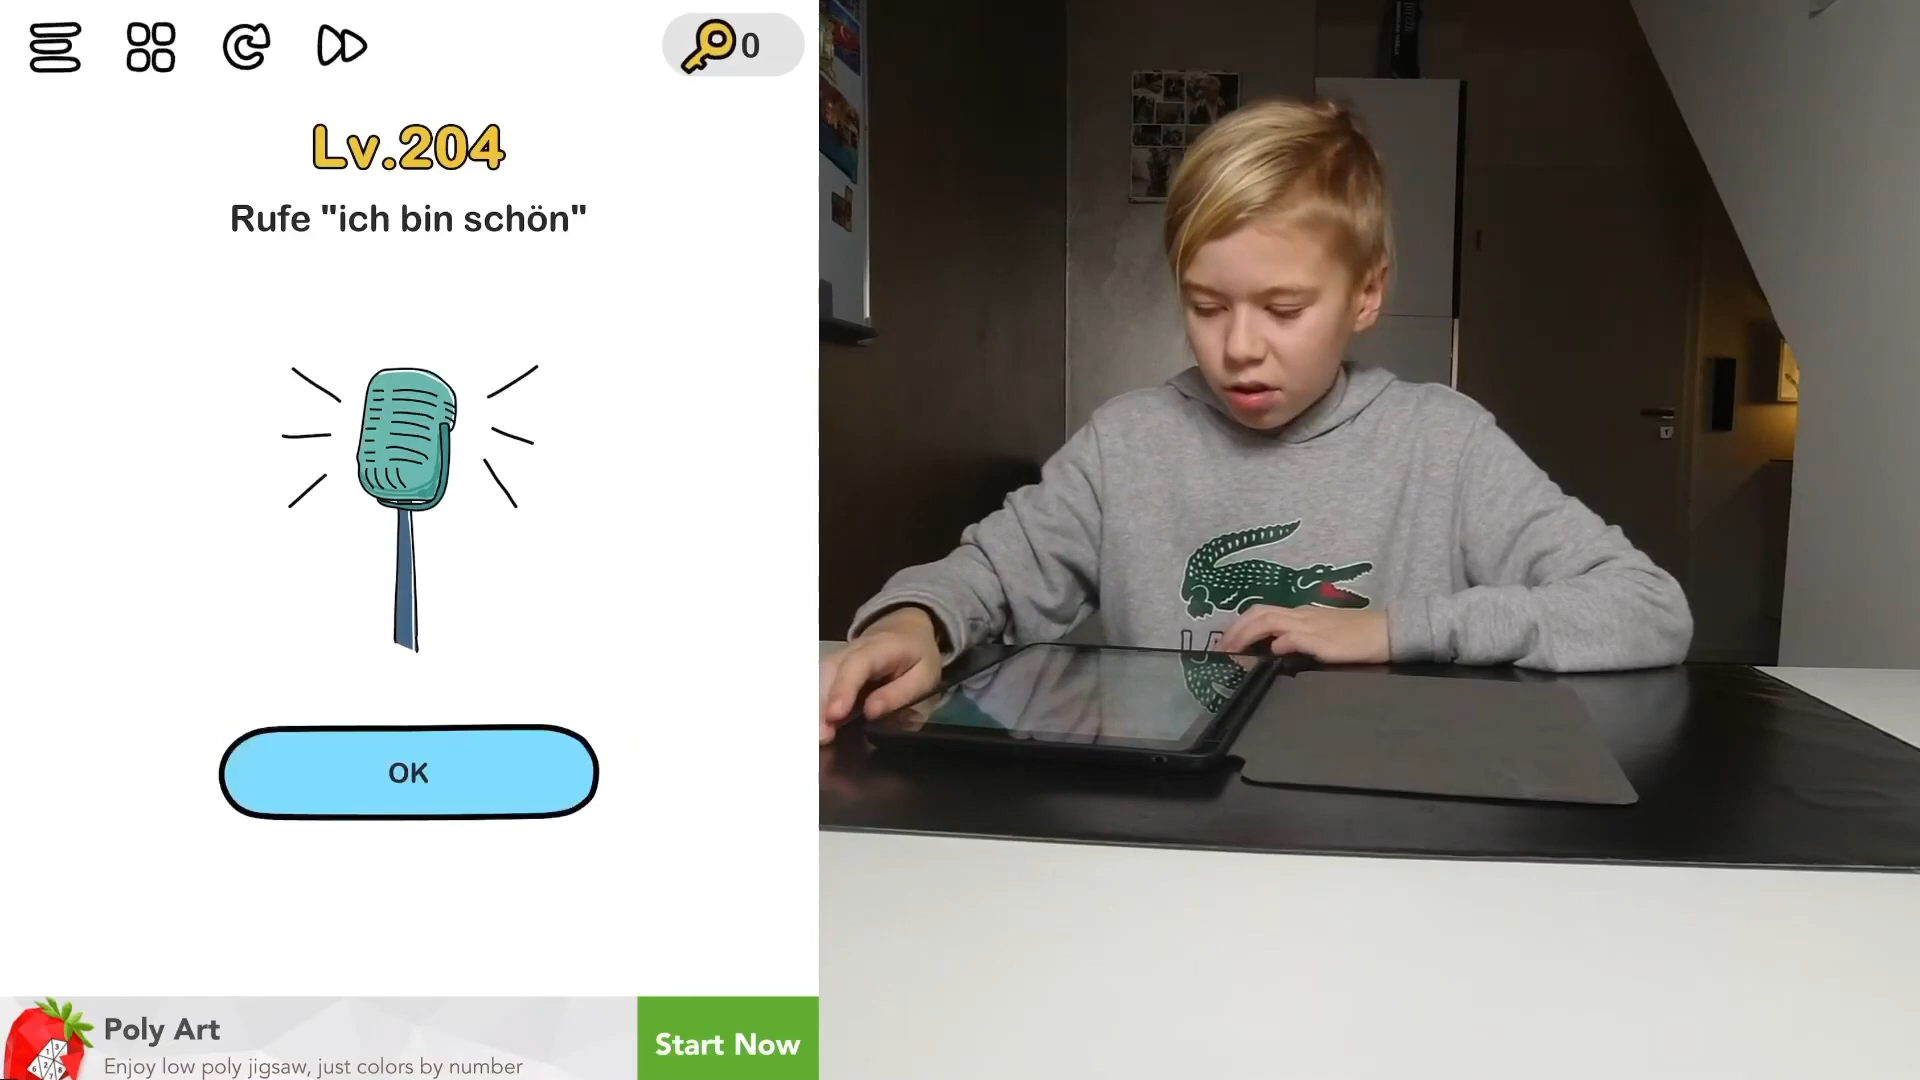 0
Lv.204
Rufe "ich bin schön"
OK
Poly Art
Enjoy low poly jigsaw, just colors by number
Start Now